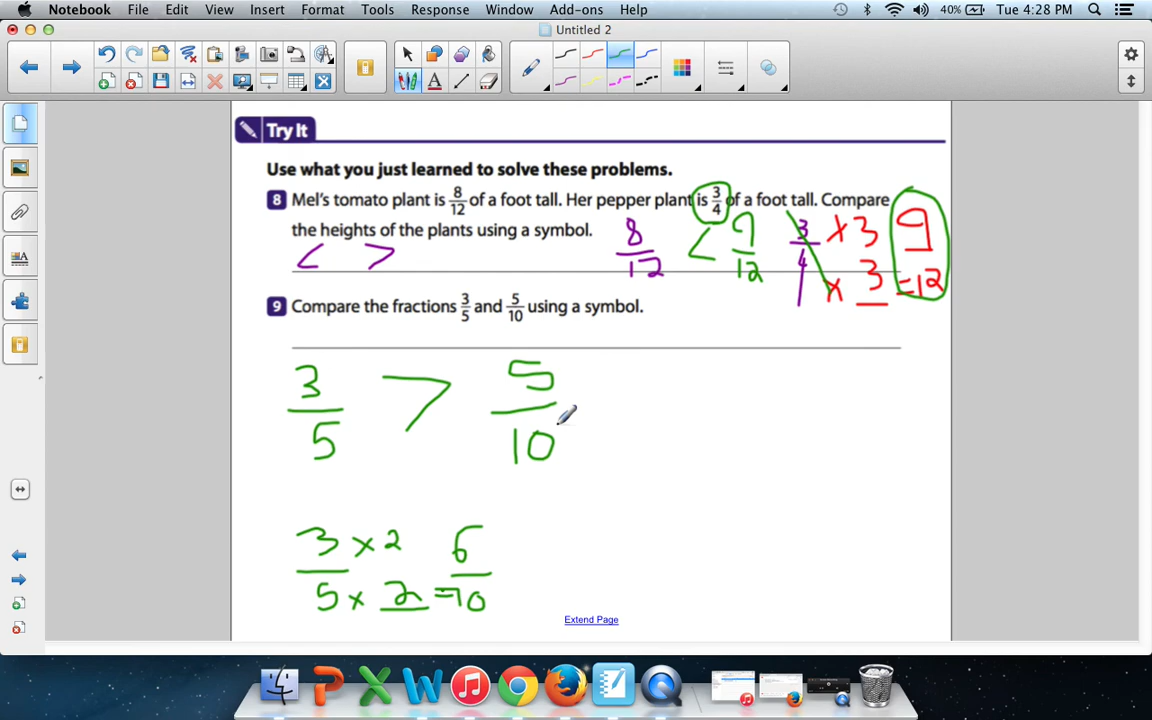 Notebook File Edit View Insert Format Tools Response Window Add-ons Help 40% Tue 4:28 PM
Untitled 2
Try It
Use what you just learned to solve these problems.
8 Mel's tomato plant is 8/12 of a foot tall. Her pepper plant is 3/4 of a foot tall. Compare
the heights of the plants using a symbol.
< >
8/12 < 9/12
3 × 3 9
4 × 3 = 12
9 Compare the fractions 3/5 and 5/10 using a symbol.
3/5 > 5/10
3 × 2 6
5 × 2 = 10
Extend Page